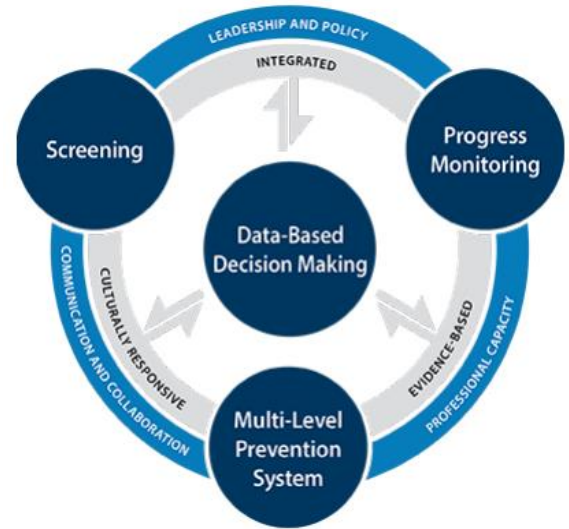 LEADERSHIP AND POLICY
INTEGRATED
Screening
Progress
Monitoring
Data-Based
Decision Making
COMMUNICATION AND COLLABORATION
CULTURALLY RESPONSIVE
EVIDENCE-BASED
PROFESSIONAL CAPACITY
Multi-Level
Prevention
System